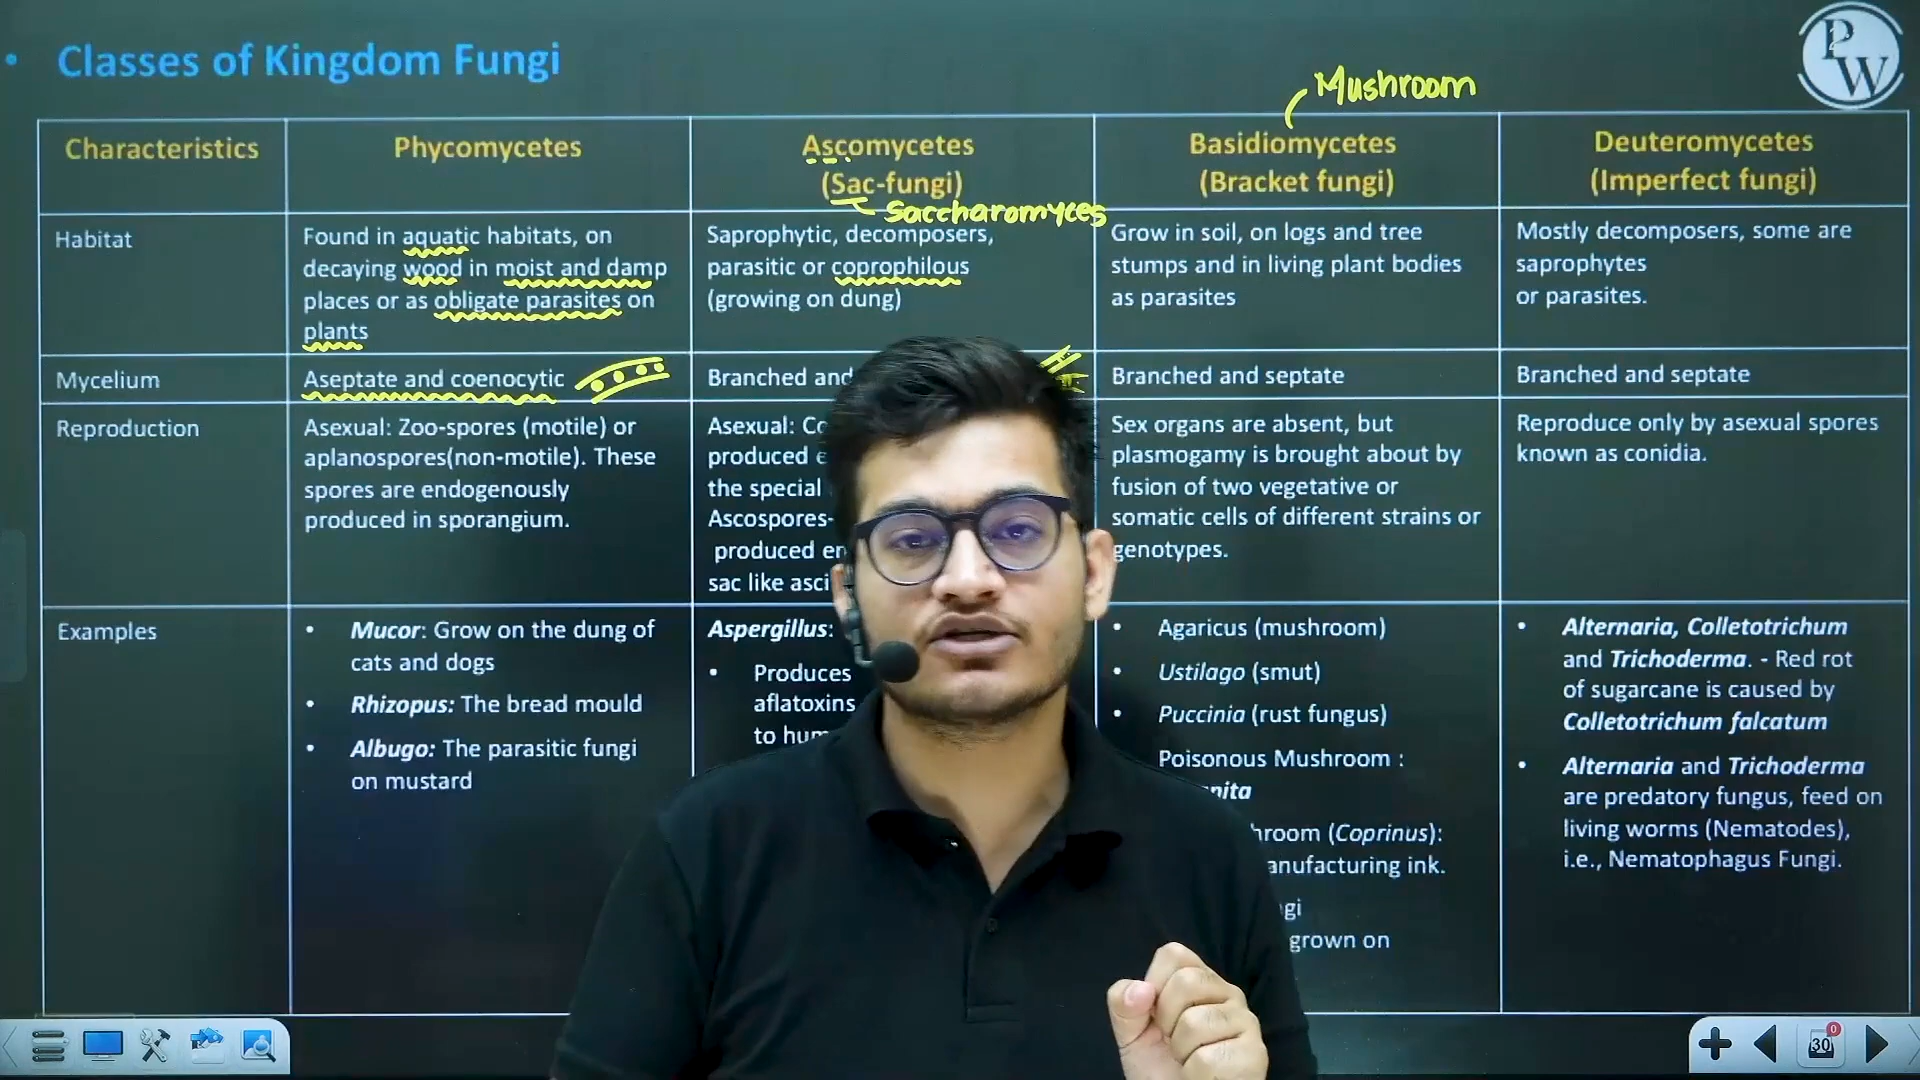 • Classes of Kingdom Fungi
Mushroom
PW
Characteristics
Phycomycetes
Ascomycetes
(Sac-fungi)
Saccharomyces
Basidiomycetes
(Bracket fungi)
Deuteromycetes
(Imperfect fungi)
Habitat
Found in aquatic habitats, on
decaying wood in moist and damp
places or as obligate parasites on
plants
Saprophytic, decomposers,
parasitic or coprophilous
(growing on dung)
Grow in soil, on logs and tree
stumps and in living plant bodies
as parasites
Mostly decomposers, some are
saprophytes
or parasites.
Mycelium
Aseptate and coenocytic
Branched and
Branched and septate
Branched and septate
Reproduction
Asexual: Zoo-spores (motile) or
aplanospores(non-motile). These
spores are endogenously
produced in sporangium.
Asexual:
produced
the special
Ascospores-
produced
sac like asci
Sex organs are absent, but
plasmogamy is brought about by
fusion of two vegetative or
somatic cells of different strains or
genotypes.
Reproduce only by asexual spores
known as conidia.
Examples
• Mucor: Grow on the dung of
cats and dogs
• Rhizopus: The bread mould
• Albugo: The parasitic fungi
on mustard
Aspergillus:
• Produces
aflatoxins
to
• Agaricus (mushroom)
• Ustilago (smut)
• Puccinia (rust fungus)
Poisonous Mushroom :
(Coprinus):
ink.
grown on
• Alternaria, Colletotrichum
and Trichoderma. - Red rot
of sugarcane is caused by
Colletotrichum falcatum
• Alternaria and Trichoderma
are predatory fungus, feed on
living worms (Nematodes),
i.e., Nematophagus Fungi.
0
30